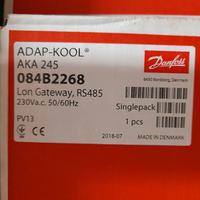 ADAP-KOOL®
AKA 245
084B2268
Lon Gateway, RS485
230Va.c. 50/60Hz
PV13
Danfoss
6430 Nordborg, Denmark
Singlepack
1 pcs
2018-07
MADE IN DENMARK